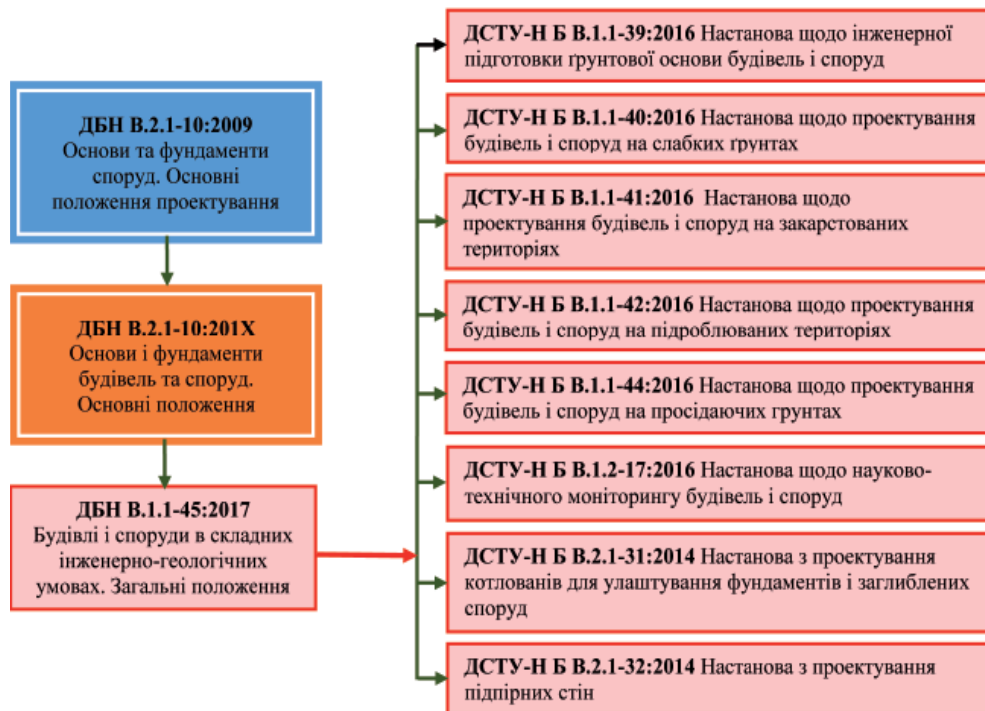 ДБН В.2.1-10:2009
Основи та фундаменти
споруд. Основні
положення проектування
ДБН В.2.1-10:201X
Основи і фундаменти
будівель та споруд.
Основні положення
ДБН В.1.1-45:2017
Будівлі і споруди в складних
інженерно-геологічних
умовах. Загальні положення
ДСТУ-Н Б В.1.1-39:2016 Настанова щодо інженерної
підготовки ґрунтової основи будівель і споруд
ДСТУ-Н Б В.1.1-40:2016 Настанова щодо проектування
будівель і споруд на слабких ґрунтах
ДСТУ-Н Б В.1.1-41:2016 Настанова щодо
проектування будівель і споруд на закарстованих
територіях
ДСТУ-Н Б В.1.1-42:2016 Настанова щодо проектування
будівель і споруд на підроблюваних територіях
ДСТУ-Н Б В.1.1-44:2016 Настанова щодо проектування
будівель і споруд на просідаючих грунтах
ДСТУ-Н Б В.1.2-17:2016 Настанова щодо науково-
технічного моніторингу будівель і споруд
ДСТУ-Н Б В.2.1-31:2014 Настанова з проектування
котлованів для улаштування фундаментів і заглиблених
споруд
ДСТУ-Н Б В.2.1-32:2014 Настанова з проектування
підпірних стін